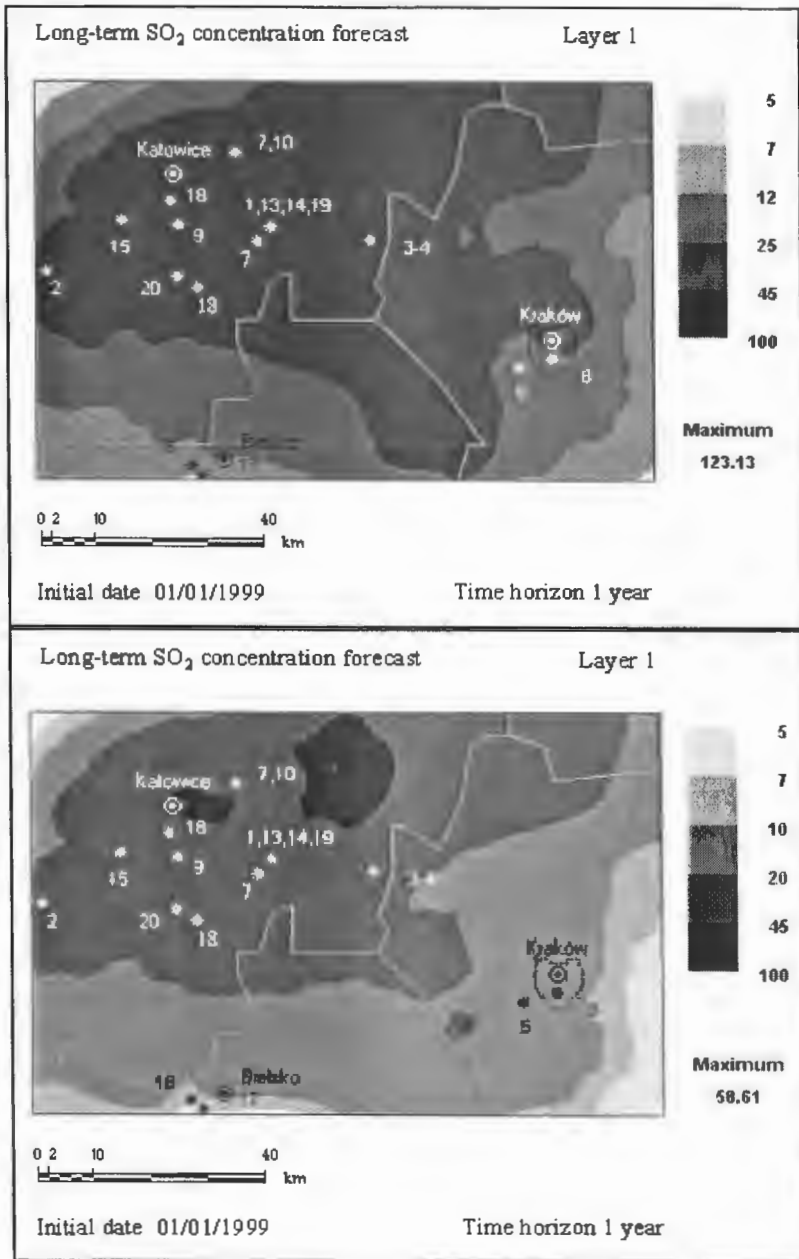 Long-term SO₂ concentration forecast Layer 1
Katowice
7,10
18
1,13,14,19
15
9
7
3-4
2
20
18
Kraków
6
5
7
12
25
45
100
Maximum
123.13
0 2 10 40
km
Initial date 01/01/1999 Time horizon 1 year
Long-term SO₂ concentration forecast Layer 1
Katowice
7,10
18
1,13,14,19
15
9
7
2
20
18
Kraków
5
16
5
7
10
20
45
100
Maximum
58.61
0 2 10 40
km
Initial date 01/01/1999 Time horizon 1 year